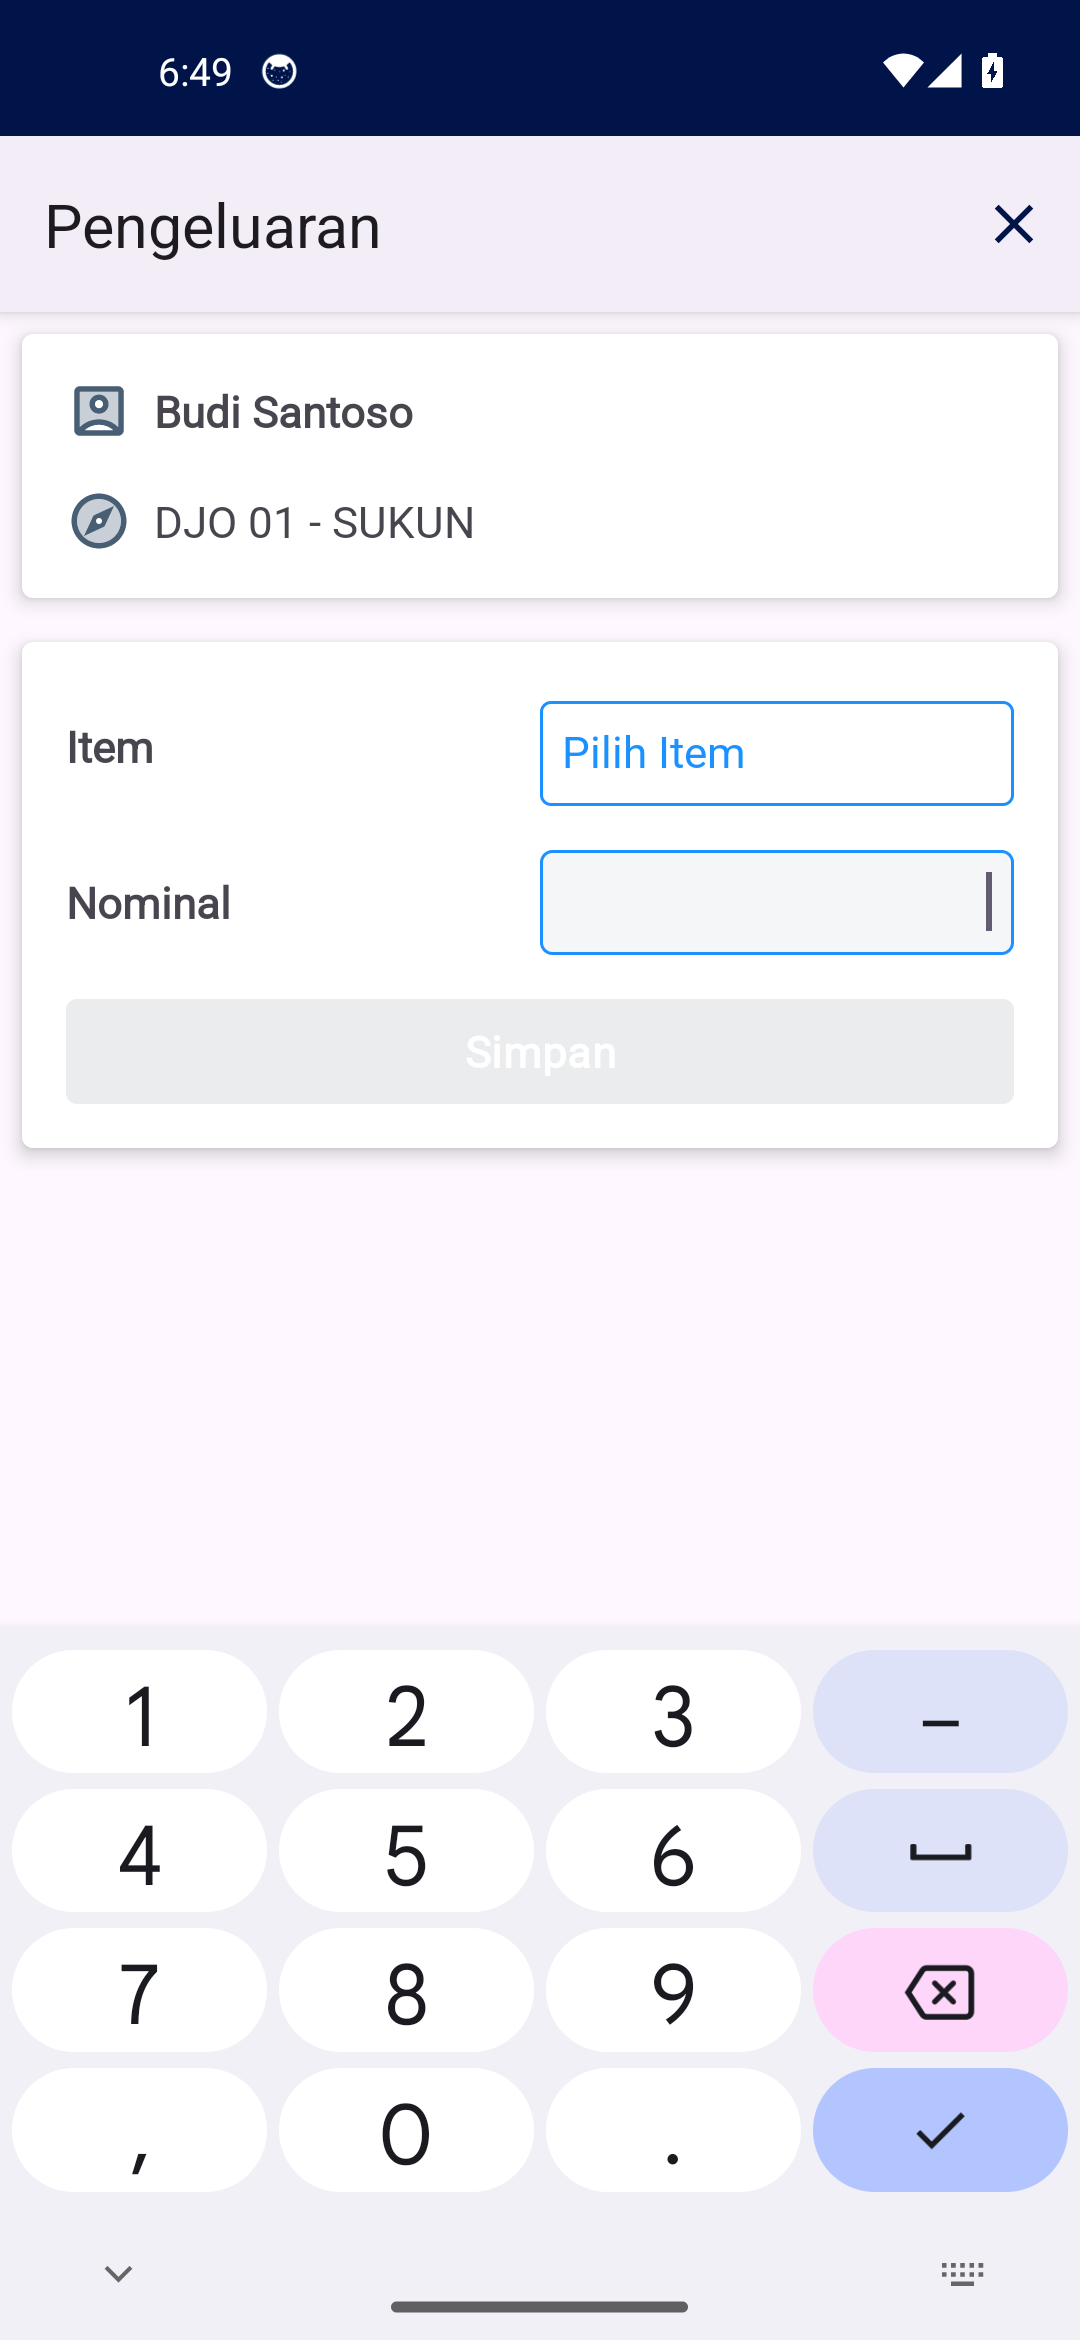 6:49
Pengeluaran
Budi Santoso
DJO 01 - SUKUN
Item
Pilih Item
Nominal
Simpan
1 2 3 –
4 5 6
7 8 9
, 0 .